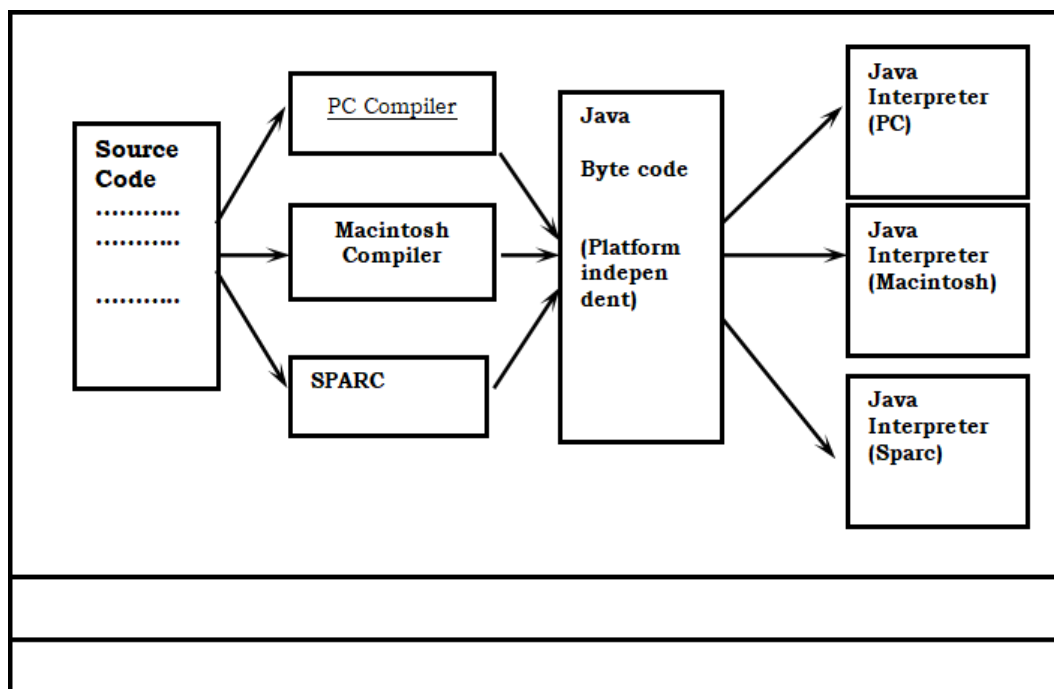 Source
Code
...........
...........
...........
PC Compiler
Macintosh
Compiler
SPARC
Java
Byte code
(Platform
indepen
dent)
Java
Interpreter
(PC)
Java
Interpreter
(Macintosh)
Java
Interpreter
(Sparc)